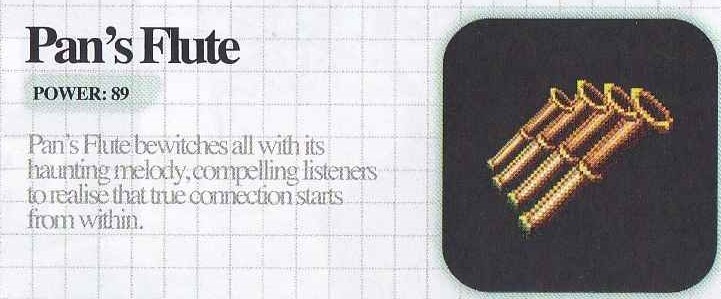 Pan's Flute
POWER: 89
Pan's Flute bewitches all with its
haunting melody, compelling listeners
to realise that true connection starts
from within.